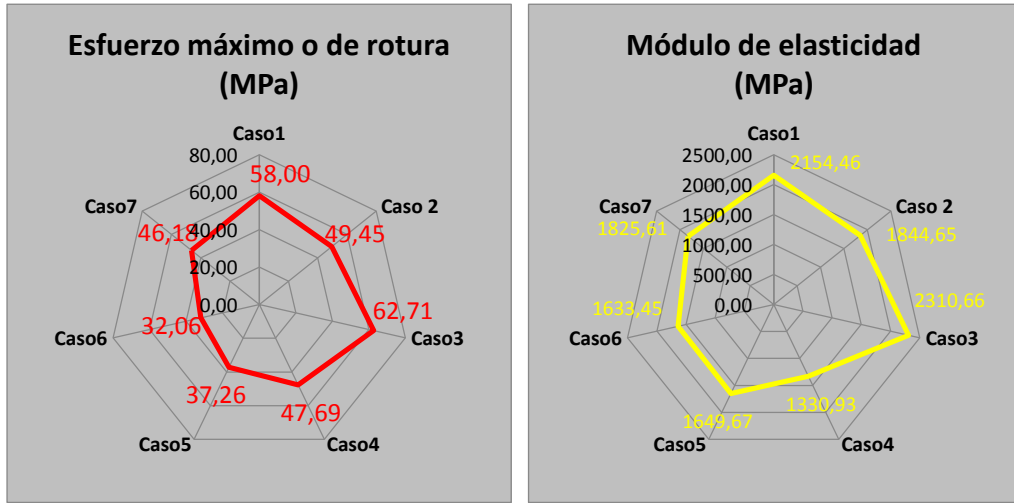 Esfuerzo máximo o de rotura
(MPa)
Caso1
80,00
58,00
60,00
Caso7
Caso 2
46,18
40,00
49,45
20,00
0,00
62,71
32,06
Caso6
Caso3
37,26
47,69
Caso5
Caso4
Módulo de elasticidad
(MPa)
Caso1
2500,00
2154,46
2000,00
Caso7
Caso 2
1825,61
1500,00
1844,65
1000,00
500,00
2310,66
1633,45
0,00
Caso6
Caso3
1330,93
1649,67
Caso5
Caso4